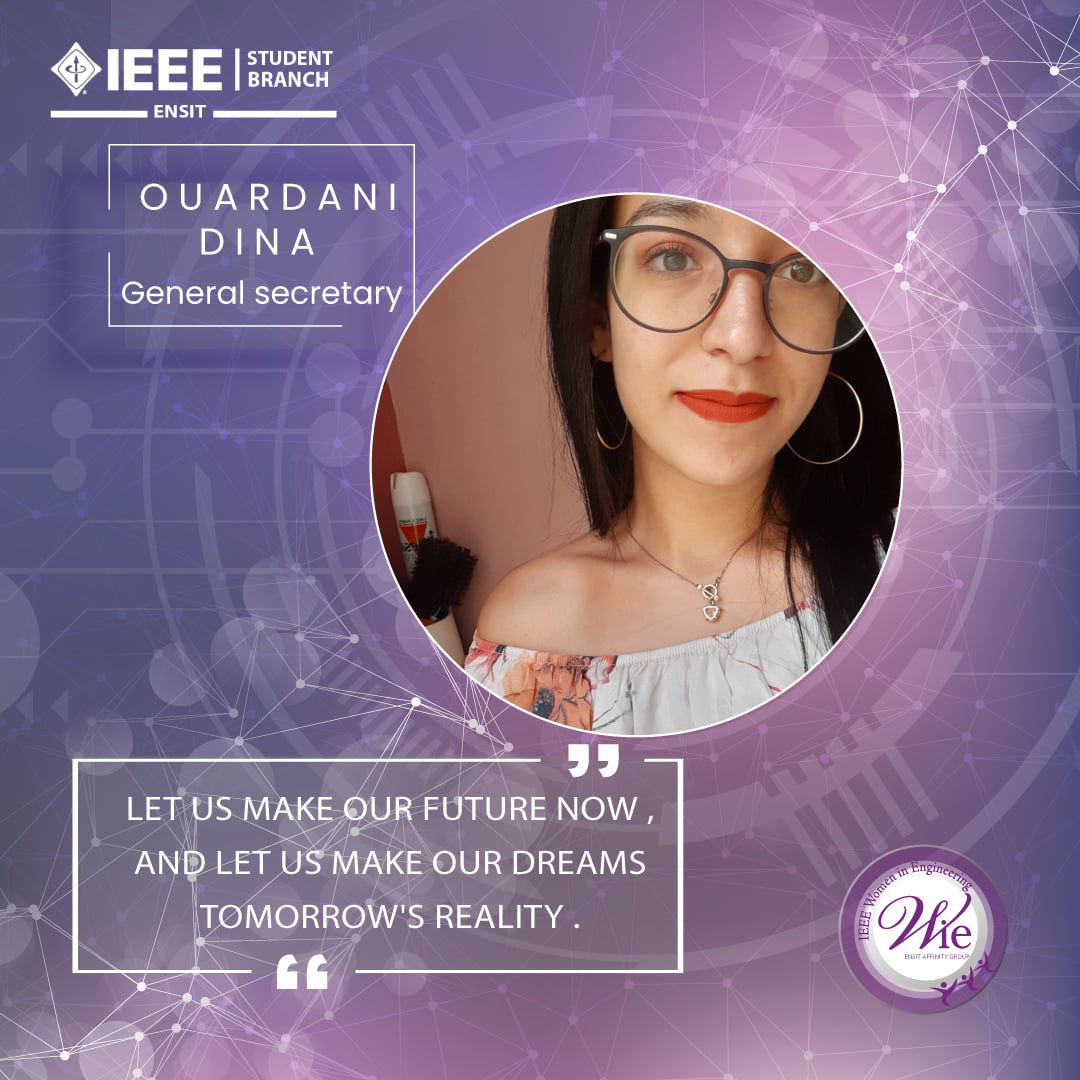 IEEE
STUDENT
BRANCH
ENSIT
OUARDANI
DINA
General secretary
”
LET US MAKE OUR FUTURE NOW ,
AND LET US MAKE OUR DREAMS
TOMORROW'S REALITY .
“
IEEE Women in Engineering
Wie
ENSIT AFFINITY GROUP